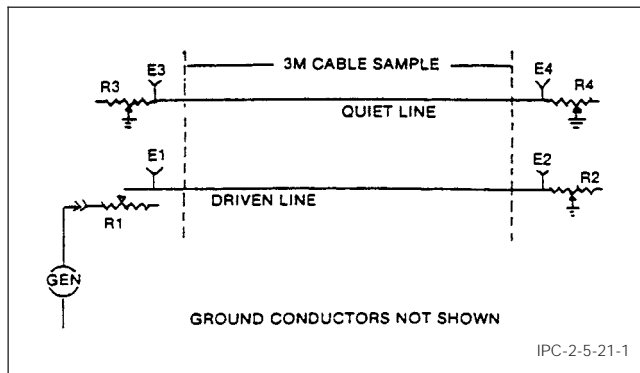 3M CABLE SAMPLE
E3
E4
R3
R4
QUIET LINE
E1
E2
R2
DRIVEN LINE
R1
GEN
GROUND CONDUCTORS NOT SHOWN
IPC-2-5-21-1